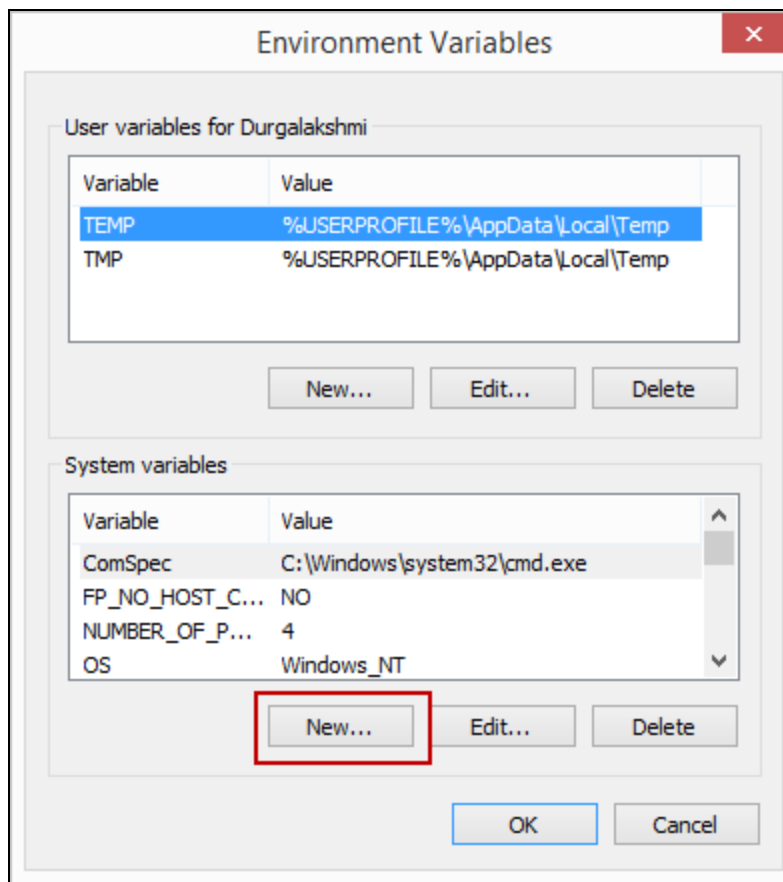 Environment Variables
User variables for Durgalakshmi
Variable Value
TEMP %USERPROFILE%\AppData\Local\Temp
TMP %USERPROFILE%\AppData\Local\Temp
New... Edit... Delete
System variables
Variable Value
ComSpec C:\Windows\system32\cmd.exe
FP_NO_HOST_C... NO
NUMBER_OF_P... 4
OS Windows_NT
New... Edit... Delete
OK Cancel